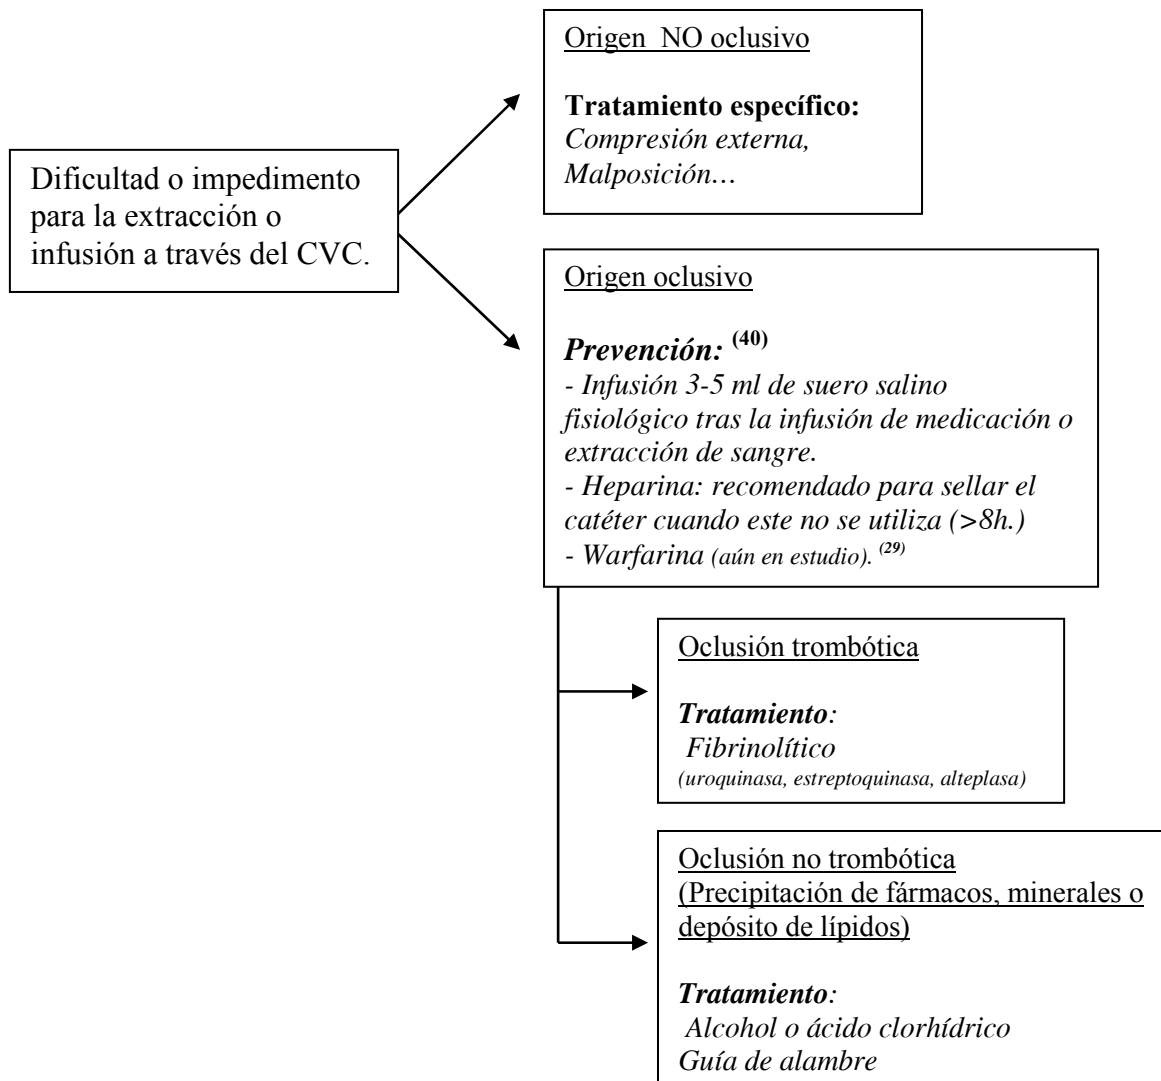 Origen NO oclusivo
Tratamiento específico:
Compresión externa,
Malposición…
Dificultad o impedimento
para la extracción o
infusión a través del CVC.
Origen oclusivo
Prevención: (40)
- Infusión 3-5 ml de suero salino
fisiológico tras la infusión de medicación o
extracción de sangre.
- Heparina: recomendado para sellar el
catéter cuando este no se utiliza (>8h.)
- Warfarina (aún en estudio). (29)
Oclusión trombótica
Tratamiento:
Fibrinolítico
(uroquinasa, estreptoquinasa, alteplasa)
Oclusión no trombótica
(Precipitación de fármacos, minerales o
depósito de lípidos)
Tratamiento:
Alcohol o ácido clorhídrico
Guía de alambre